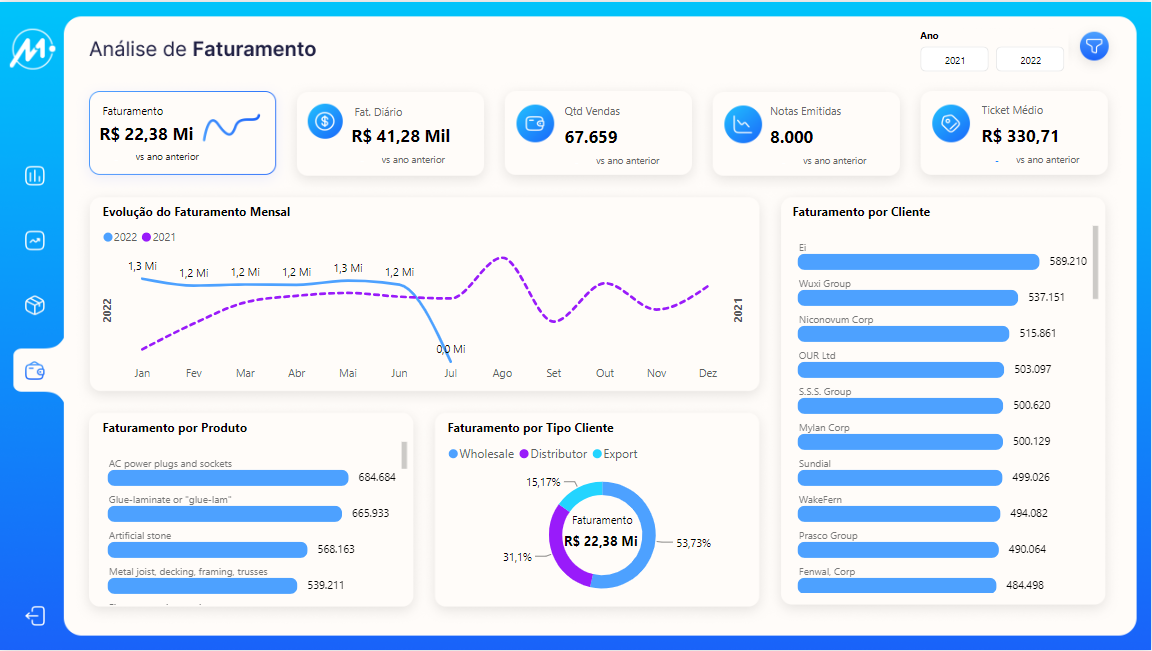 Análise de Faturamento
Ano
2021
2022
Faturamento
R$ 22,38 Mi
vs ano anterior
Fat. Diário
R$ 41,28 Mil
vs ano anterior
Qtd Vendas
67.659
vs ano anterior
Notas Emitidas
8.000
vs ano anterior
Ticket Médio
R$ 330,71
- vs ano anterior
Evolução do Faturamento Mensal
2022 2021
1,3 Mi 1,2 Mi 1,2 Mi 1,2 Mi 1,3 Mi 1,2 Mi
0,0 Mi
2022
2021
Jan Fev Mar Abr Mai Jun Jul Ago Set Out Nov Dez
Faturamento por Cliente
Ei
589.210
Wuxi Group
537.151
Niconovum Corp
515.861
OUR Ltd
503.097
S.S.S. Group
500.620
Mylan Corp
500.129
Sundial
499.026
WakeFern
494.082
Prasco Group
490.064
Fenwal, Corp
484.498
Faturamento por Produto
AC power plugs and sockets
684.684
Glue-laminate or "glue-lam"
665.933
Artificial stone
568.163
Metal joist, decking, framing, trusses
539.211
Faturamento por Tipo Cliente
Wholesale Distributor Export
15,17%
Faturamento
R$ 22,38 Mi
53,73%
31,1%